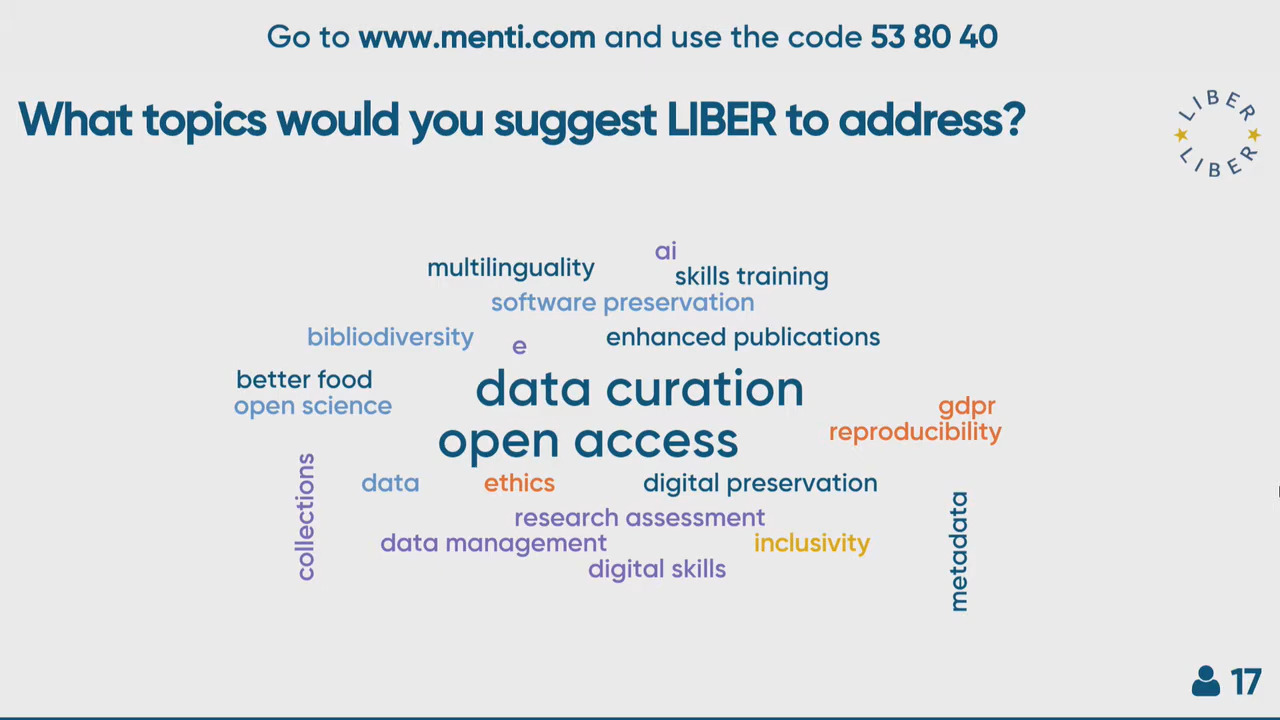 Go to www.menti.com and use the code 53 80 40
What topics would you suggest LIBER to address?
LIBER
LIBER
ai
multilinguality
skills training
software preservation
bibliodiversity
enhanced publications
e
better food
data curation
open science
gdpr
reproducibility
open access
collections
data
ethics
digital preservation
research assessment
data management
inclusivity
metadata
digital skills
17